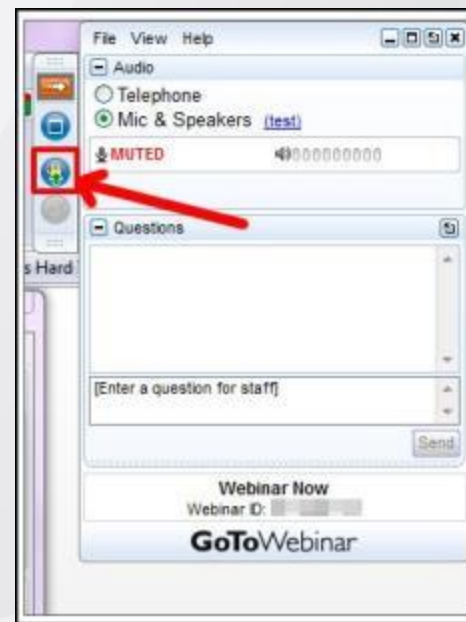 File View Help
Audio
Telephone
Mic & Speakers (test)
MUTED
Questions
s Hard
[Enter a question for staff]
Send
Webinar Now
Webinar ID:
GoToWebinar